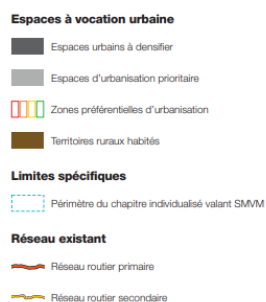 Espaces à vocation urbaine
Espaces urbains à densifier
Espaces d'urbanisation prioritaire
Zones préférentielles d'urbanisation
Territoires ruraux habités
Limites spécifiques
Périmètre du chapitre individualisé valant SMVM
Réseau existant
Réseau routier primaire
Réseau routier secondaire